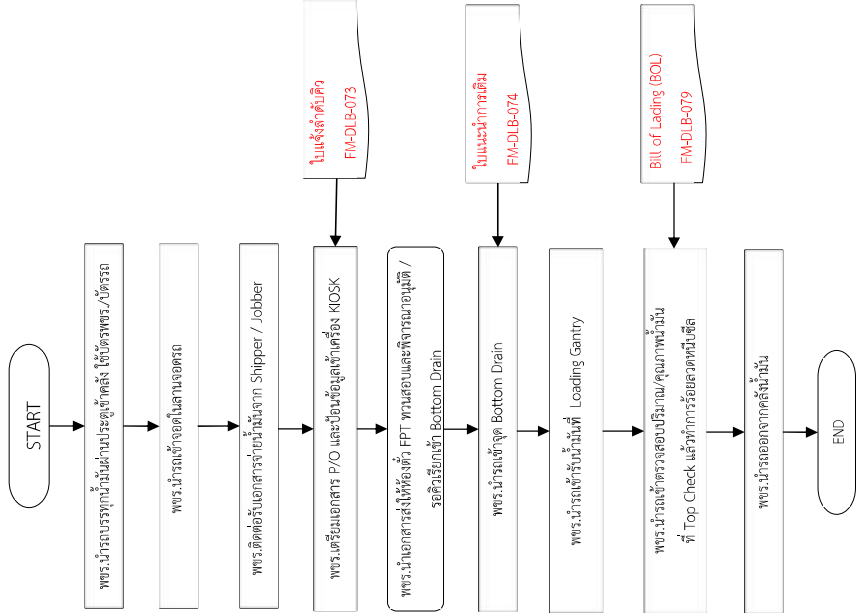 START
พขร.นำรถบรรทุกน้ำมันผ่านประตูเข้าคลัง ใช้บัตรพขร./บัตรรถ
พขร.นำรถเข้าจอดในลานจอดรถ
พขร.ติดต่อรับเอกสารจ่ายน้ำมันจาก Shipper / Jobber
ใบแจ้งลำดับคิว
FM-DLB-073
พขร.เตรียมเอกสาร P/O และป้อนข้อมูลเข้าเครื่อง KIOSK
พขร.นำเอกสารส่งให้ห้องตั๋ว FPT ทวนสอบและพิจารณาอนุมัติ /
รอคิวเรียกเข้า Bottom Drain
ใบแนะนำการเติม
FM-DLB-074
พขร.นำรถเข้าจุด Bottom Drain
พขร.นำรถเข้ารับน้ำมันที่ Loading Gantry
Bill of Lading (BOL)
FM-DLB-079
พขร.นำรถเข้าตรวจสอบปริมาณ/คุณภาพน้ำมัน
ที่ Top Check แล้วทำการร้อยลวดหนีบซีล
พขร.นำรถออกจากคลังน้ำมัน
END